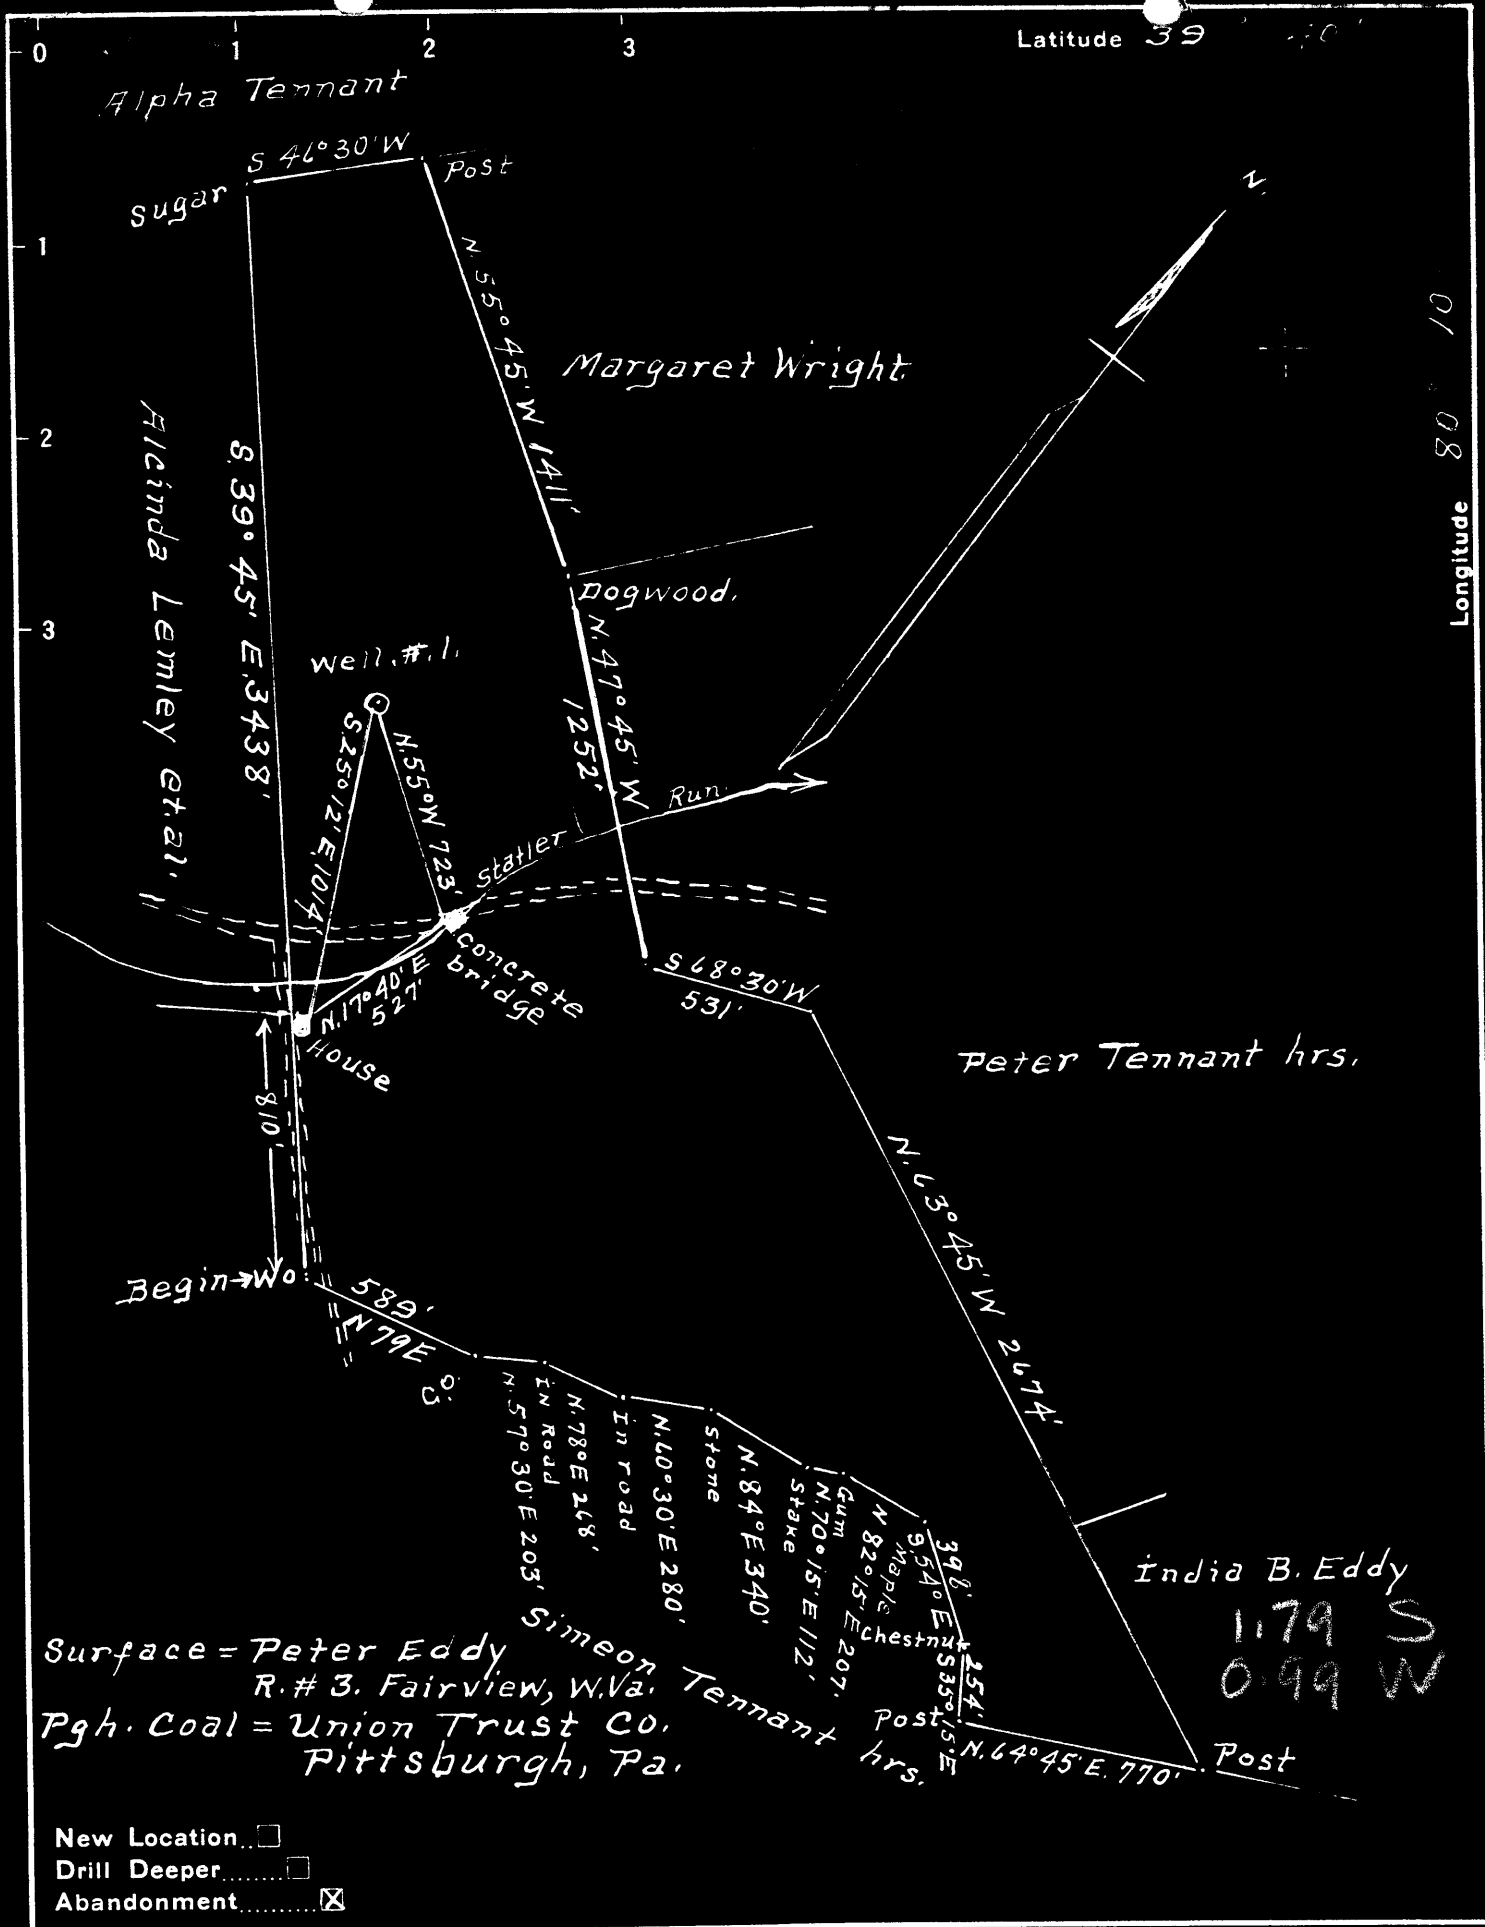 0
1
2
3
Latitude 39° 40'
Alpha Tennant
S 46° 30' W
Post
Sugar
N.
1
2
3
N. 55° 45' W 1411'
Margaret Wright.
80 10
Longitude
Alcinda Lemley et.al.
S. 39° 45' E. 3438'
Dogwood.
N. 47° 45' W
1252'
Well. #. 1.
S. 25° 12' E. 1014'
N. 55° W 723'
Statler Run.
Concrete
bridge
N. 17° 40' E
527'
House
S 68° 30' W
531'
Peter Tennant hrs.
810'
N. 63° 45' W 2674'
Begin→ W O
589'
N 79 E
N. 57° 30' E 203'
In Road
N. 78° E 268'
In road
N. 60° 30' E 280'
Stone
N. 84° E 340'
Stake
N. 70° 15' E 112'
Gum
N 82° 15' E 207'
Maple
S. 54° E
398'
Chestnut
S 35° 15' E
254'
Post
N. 64° 45' E. 770'
Post
India B. Eddy
1.79 S
0.99 W
Simeon Tennant hrs.
Surface = Peter Eddy
R. # 3. Fairview, W.Va.
Pgh. Coal = Union Trust Co.
Pittsburgh, Pa.
New Location..☐
Drill Deeper........☐
Abandonment..........☒